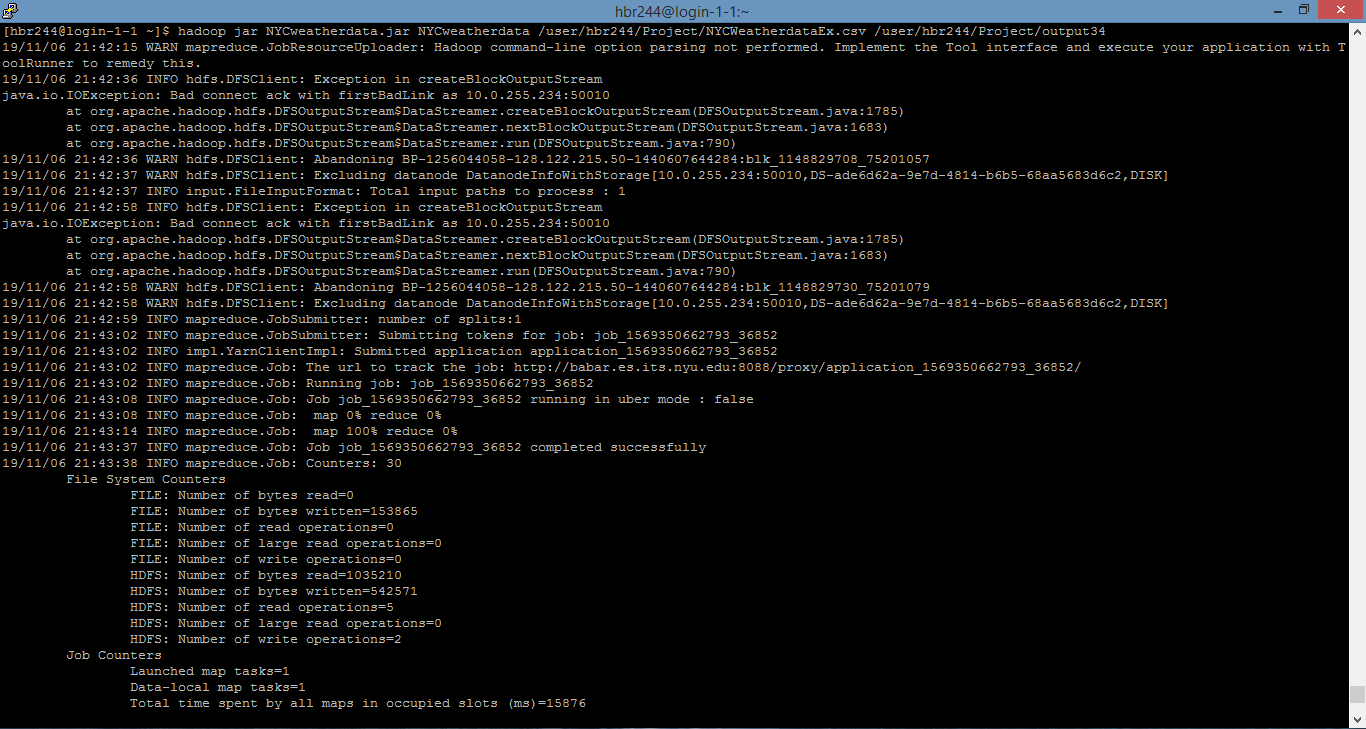 hbr244@login-1-1:~
[hbr244@login-1-1 ~]$ hadoop jar NYCweatherdata.jar NYCweatherdata /user/hbr244/Project/NYCWeatherdataEx.csv /user/hbr244/Project/output34
19/11/06 21:42:15 WARN mapreduce.JobResourceUploader: Hadoop command-line option parsing not performed. Implement the Tool interface and execute your application with T
oolRunner to remedy this.
19/11/06 21:42:36 INFO hdfs.DFSClient: Exception in createBlockOutputStream
java.io.IOException: Bad connect ack with firstBadLink as 10.0.255.234:50010
        at org.apache.hadoop.hdfs.DFSOutputStream$DataStreamer.createBlockOutputStream(DFSOutputStream.java:1785)
        at org.apache.hadoop.hdfs.DFSOutputStream$DataStreamer.nextBlockOutputStream(DFSOutputStream.java:1683)
        at org.apache.hadoop.hdfs.DFSOutputStream$DataStreamer.run(DFSOutputStream.java:790)
19/11/06 21:42:36 WARN hdfs.DFSClient: Abandoning BP-1256044058-128.122.215.50-1440607644284:blk_1148829708_75201057
19/11/06 21:42:37 WARN hdfs.DFSClient: Excluding datanode DatanodeInfoWithStorage[10.0.255.234:50010,DS-ade6d62a-9e7d-4814-b6b5-68aa5683d6c2,DISK]
19/11/06 21:42:37 INFO input.FileInputFormat: Total input paths to process : 1
19/11/06 21:42:58 INFO hdfs.DFSClient: Exception in createBlockOutputStream
java.io.IOException: Bad connect ack with firstBadLink as 10.0.255.234:50010
        at org.apache.hadoop.hdfs.DFSOutputStream$DataStreamer.createBlockOutputStream(DFSOutputStream.java:1785)
        at org.apache.hadoop.hdfs.DFSOutputStream$DataStreamer.nextBlockOutputStream(DFSOutputStream.java:1683)
        at org.apache.hadoop.hdfs.DFSOutputStream$DataStreamer.run(DFSOutputStream.java:790)
19/11/06 21:42:58 WARN hdfs.DFSClient: Abandoning BP-1256044058-128.122.215.50-1440607644284:blk_1148829730_75201079
19/11/06 21:42:58 WARN hdfs.DFSClient: Excluding datanode DatanodeInfoWithStorage[10.0.255.234:50010,DS-ade6d62a-9e7d-4814-b6b5-68aa5683d6c2,DISK]
19/11/06 21:42:59 INFO mapreduce.JobSubmitter: number of splits:1
19/11/06 21:43:02 INFO mapreduce.JobSubmitter: Submitting tokens for job: job_1569350662793_36852
19/11/06 21:43:02 INFO impl.YarnClientImpl: Submitted application application_1569350662793_36852
19/11/06 21:43:02 INFO mapreduce.Job: The url to track the job: http://babar.es.its.nyu.edu:8088/proxy/application_1569350662793_36852/
19/11/06 21:43:02 INFO mapreduce.Job: Running job: job_1569350662793_36852
19/11/06 21:43:08 INFO mapreduce.Job: Job job_1569350662793_36852 running in uber mode : false
19/11/06 21:43:08 INFO mapreduce.Job:  map 0% reduce 0%
19/11/06 21:43:14 INFO mapreduce.Job:  map 100% reduce 0%
19/11/06 21:43:37 INFO mapreduce.Job: Job job_1569350662793_36852 completed successfully
19/11/06 21:43:38 INFO mapreduce.Job: Counters: 30
        File System Counters
                FILE: Number of bytes read=0
                FILE: Number of bytes written=153865
                FILE: Number of read operations=0
                FILE: Number of large read operations=0
                FILE: Number of write operations=0
                HDFS: Number of bytes read=1035210
                HDFS: Number of bytes written=542571
                HDFS: Number of read operations=5
                HDFS: Number of large read operations=0
                HDFS: Number of write operations=2
        Job Counters
                Launched map tasks=1
                Data-local map tasks=1
                Total time spent by all maps in occupied slots (ms)=15876